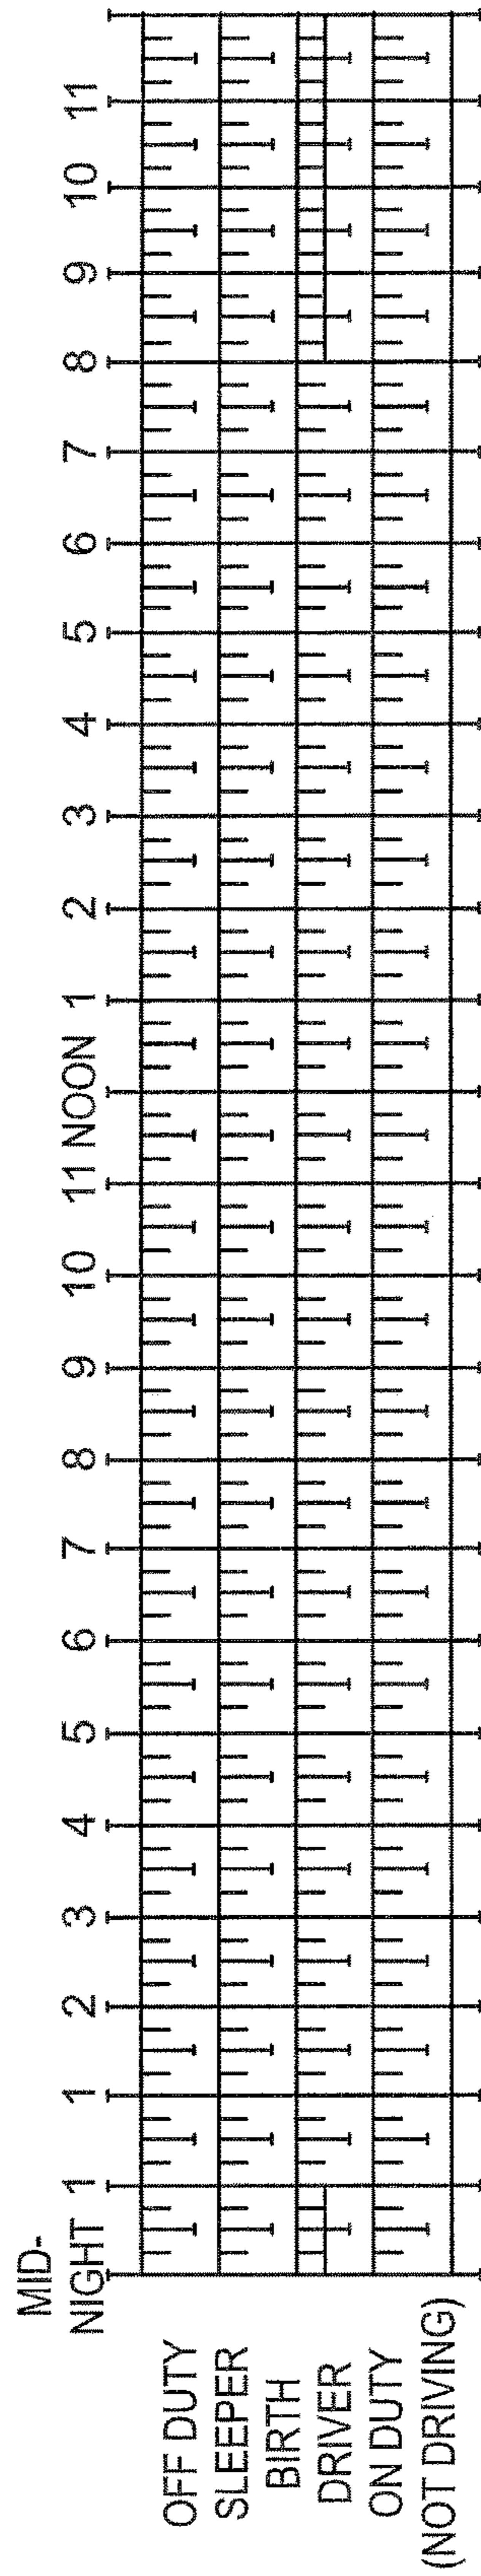 MID-
NIGHT 1 1 2 3 4 5 6 7 8 9 10 11 NOON 1 2 3 4 5 6 7 8 9 10 11
OFF DUTY
SLEEPER
BIRTH
DRIVER
ON DUTY
(NOT DRIVING)